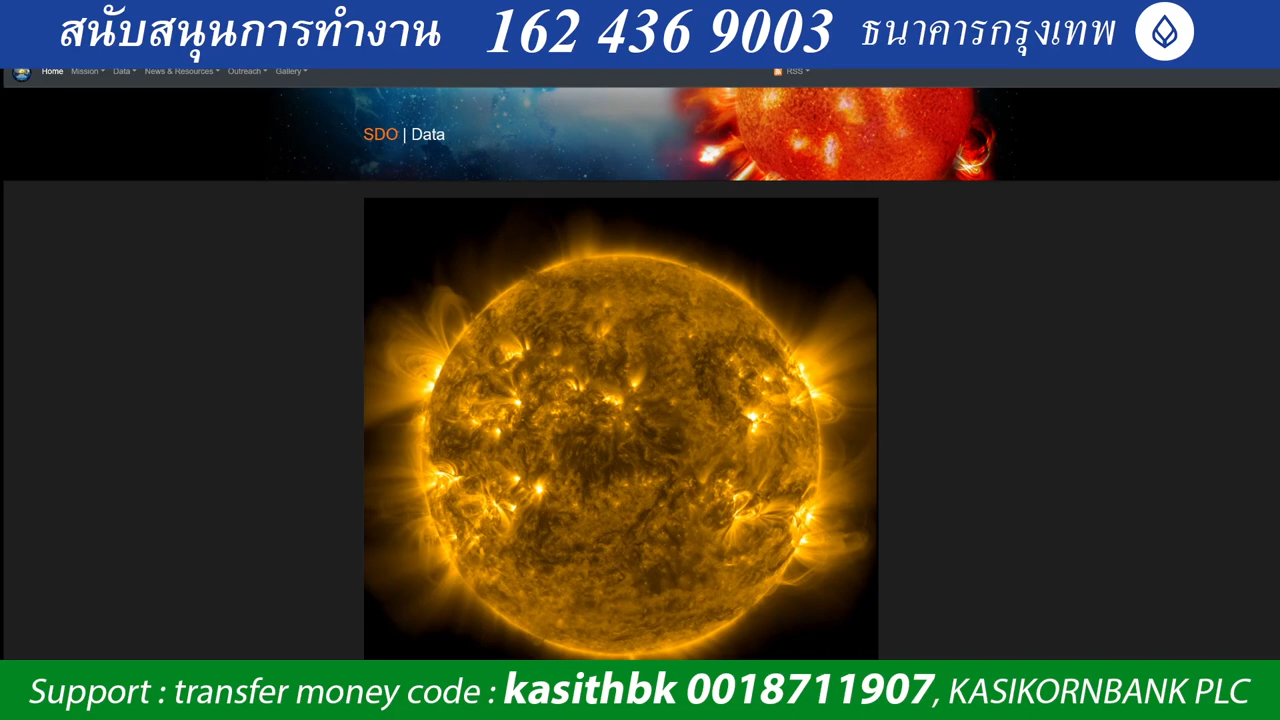 สนับสนุนการทำงาน 162 436 9003 ธนาคารกรุงเทพ
Home Mission Data News & Resources Outreach Gallery RSS
SDO | Data
Support : transfer money code : kasithbk 0018711907, KASIKORNBANK PLC